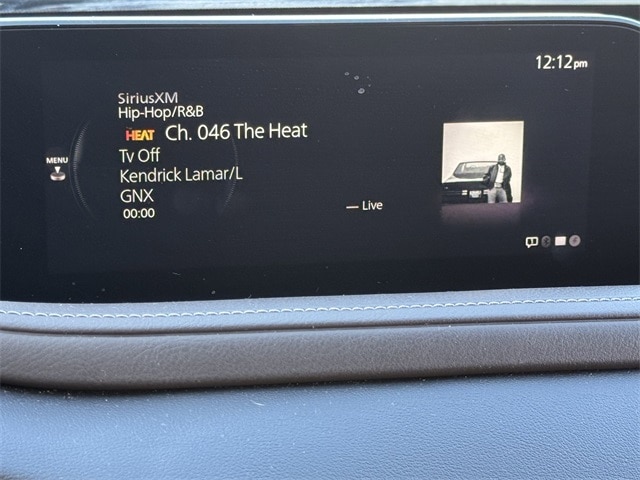 12:12pm
SiriusXM
Hip-Hop/R&B
HEAT Ch. 046 The Heat
Tv Off
MENU
Kendrick Lamar/L
GNX
00:00
Live